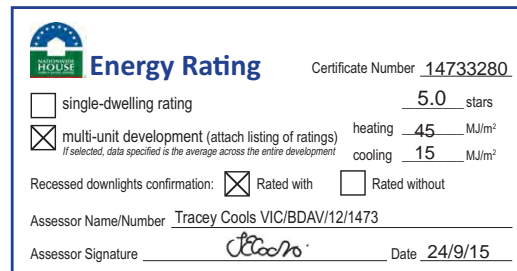 NATIONWIDE
HOUSE
Energy Rating
Certificate Number 14733280
single-dwelling rating
5.0 stars
multi-unit development (attach listing of ratings)
If selected, data specified is the average across the entire development
heating 45 MJ/m²
cooling 15 MJ/m²
Recessed downlights confirmation: Rated with Rated without
Assessor Name/Number Tracey Cools VIC/BDAV/12/1473
Assessor Signature Date 24/9/15